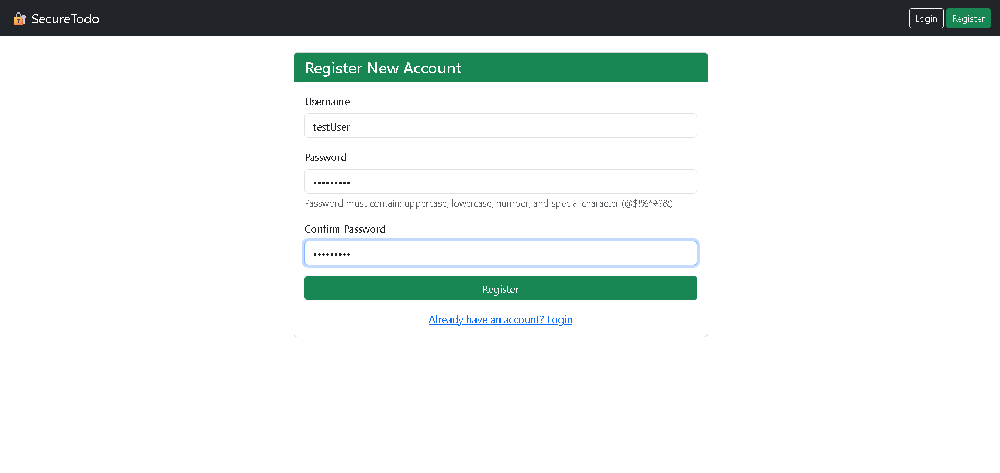 SecureTodo
Login
Register
Register New Account
Username
testUser
Password
•••••••••
Password must contain: uppercase, lowercase, number, and special character (@$!%*#?&)
Confirm Password
•••••••••
Register
Already have an account? Login